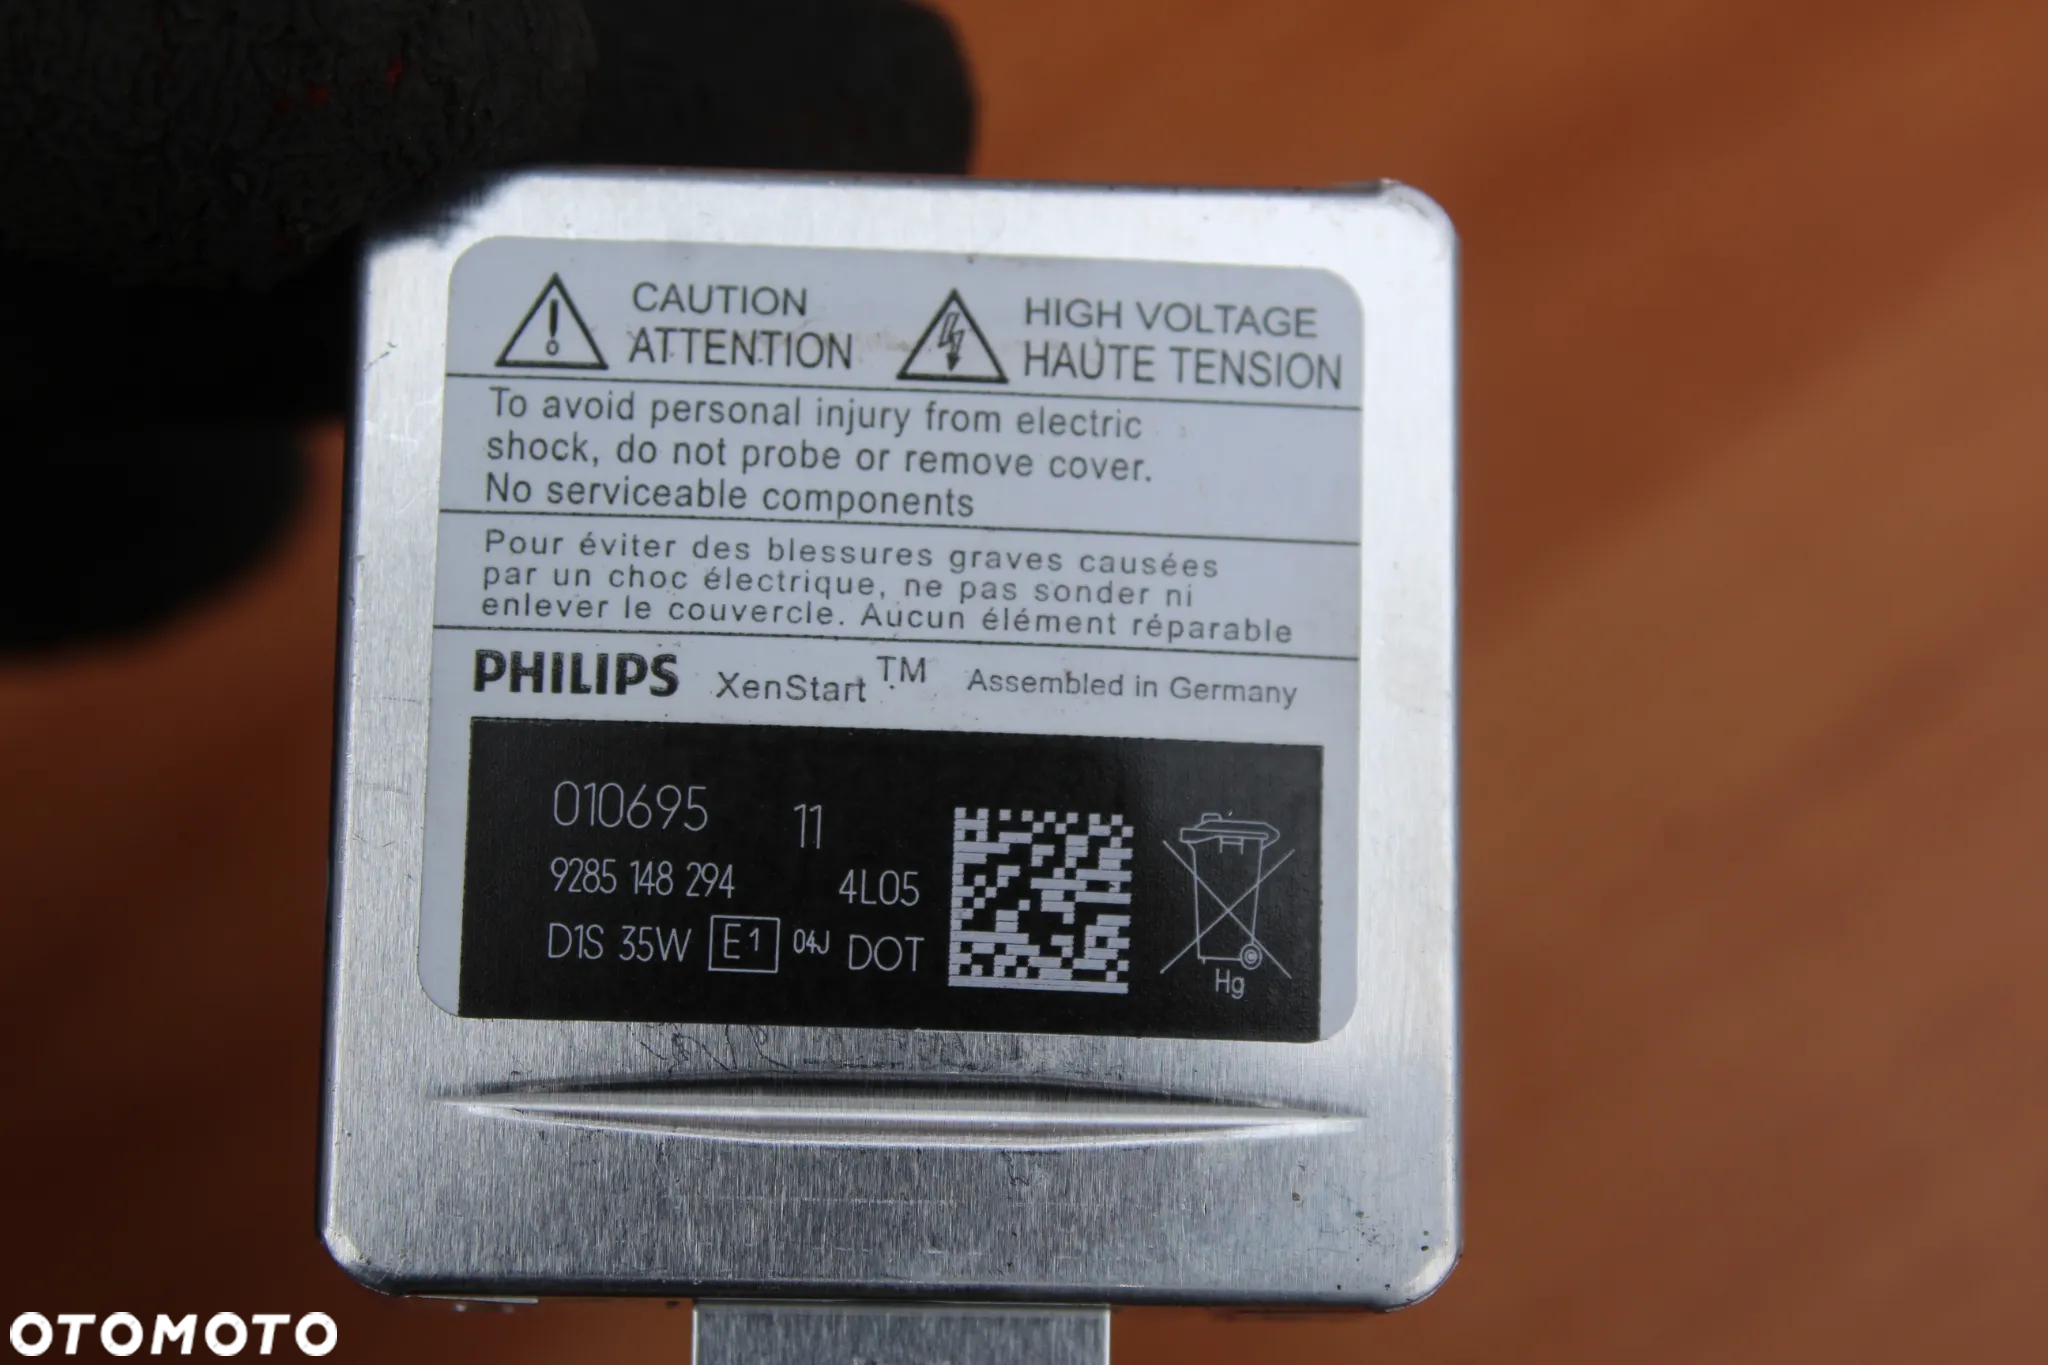 CAUTION
ATTENTION
HIGH VOLTAGE
HAUTE TENSION
To avoid personal injury from electric
shock, do not probe or remove cover.
No serviceable components
Pour éviter des blessures graves causées
par un choc électrique, ne pas sonder ni
enlever le couvercle. Aucun élément réparable
PHILIPS XenStart™ Assembled in Germany
010695 11
9285 148 294 4L05
D1S 35W E1 04J DOT
Hg
OTOMOTO